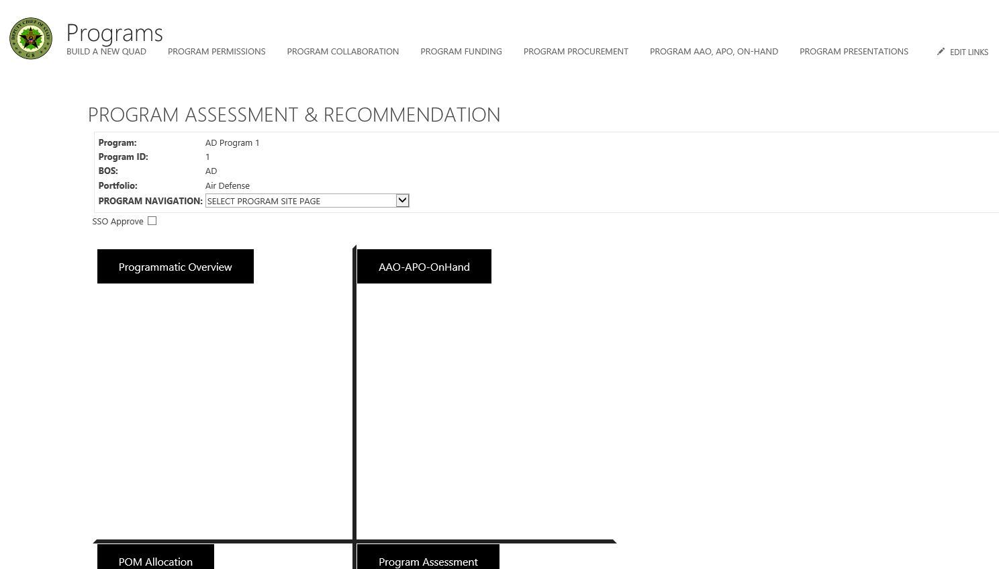 DEPUTY CHIEF OF STAFF
G 8
Programs
BUILD A NEW QUAD PROGRAM PERMISSIONS PROGRAM COLLABORATION PROGRAM FUNDING PROGRAM PROCUREMENT PROGRAM AAO, APO, ON-HAND PROGRAM PRESENTATIONS EDIT LINKS
PROGRAM ASSESSMENT & RECOMMENDATION
Program: AD Program 1
Program ID: 1
BOS: AD
Portfolio: Air Defense
PROGRAM NAVIGATION: SELECT PROGRAM SITE PAGE
SSO Approve
Programmatic Overview AAO-APO-OnHand
POM Allocation Program Assessment